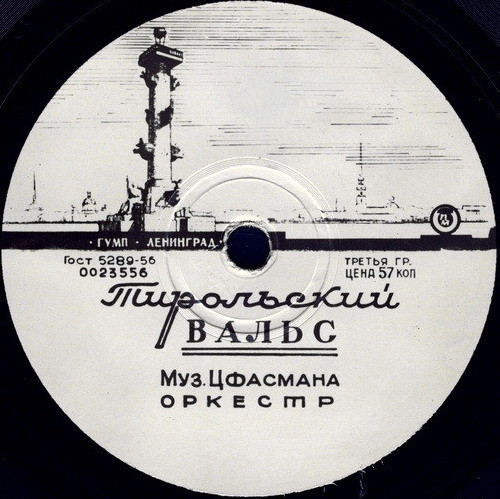 · ГУМП · ЛЕНИНГРАД ·
ГОСТ 5289-56
0023556
ТРЕТЬЯ ГР.
ЦЕНА 57 КОП
Тирольский
ВАЛЬС
Муз. ЦФАСМАНА
ОРКЕСТР